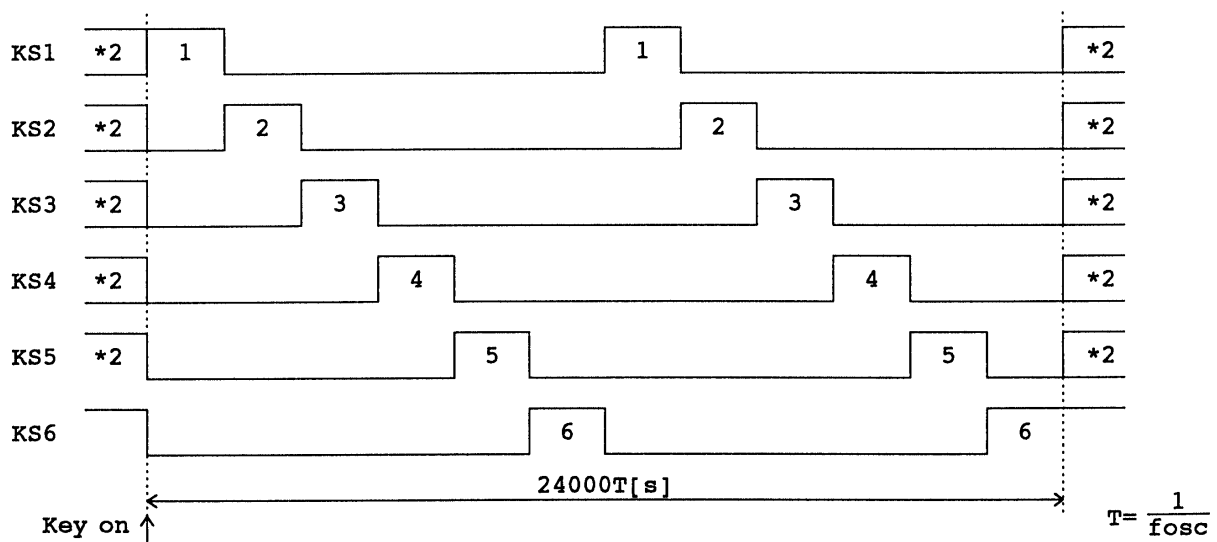 KS1 *2 1 1 *2
KS2 *2 2 2 *2
KS3 *2 3 3 *2
KS4 *2 4 4 *2
KS5 *2 5 5 *2
KS6 6 6
24000T[s]
Key on ↑
T= 1/fosc